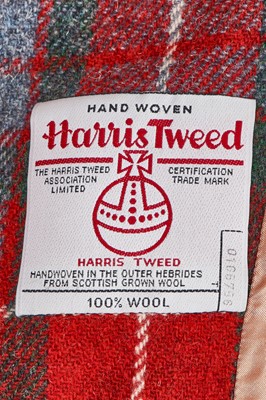 HAND WOVEN
Harris Tweed
THE HARRIS TWEED
ASSOCIATION
LIMITED
CERTIFICATION
TRADE MARK
HARRIS TWEED
HANDWOVEN IN THE OUTER HEBRIDES
FROM SCOTTISH GROWN WOOL
100% WOOL